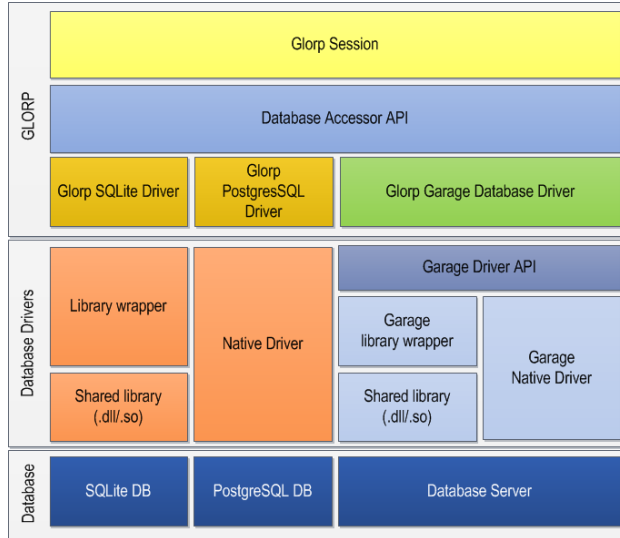 GLORP
Glorp Session
Database Accessor API
Glorp SQLite Driver
Glorp
PostgresSQL
Driver
Glorp Garage Database Driver
Database Drivers
Library wrapper
Shared library
(.dll/.so)
Native Driver
Garage Driver API
Garage
library wrapper
Shared library
(.dll/.so)
Garage
Native Driver
Database
SQLite DB
PostgreSQL DB
Database Server